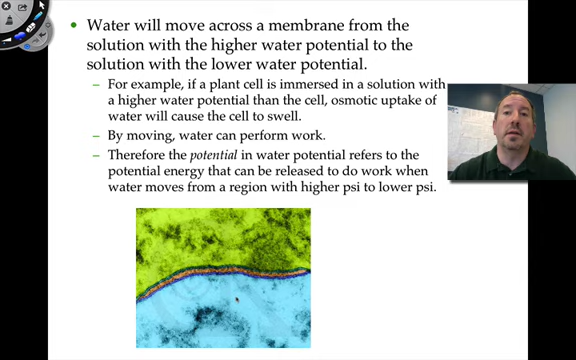 • Water will move across a membrane from the
solution with the higher water potential to the
solution with the lower water potential.
– For example, if a plant cell is immersed in a solution with
a higher water potential than the cell, osmotic uptake of
water will cause the cell to swell.
– By moving, water can perform work.
– Therefore the potential in water potential refers to the
potential energy that can be released to do work when
water moves from a region with higher psi to lower psi.